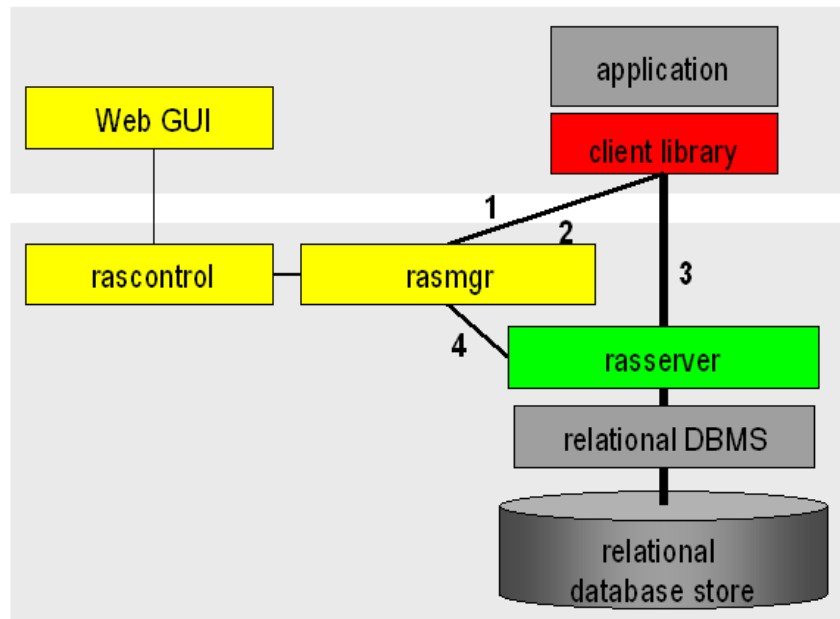 application
Web GUI
client library
1
2
rascontrol
rasmgr
3
4
rasserver
relational DBMS
relational
database store